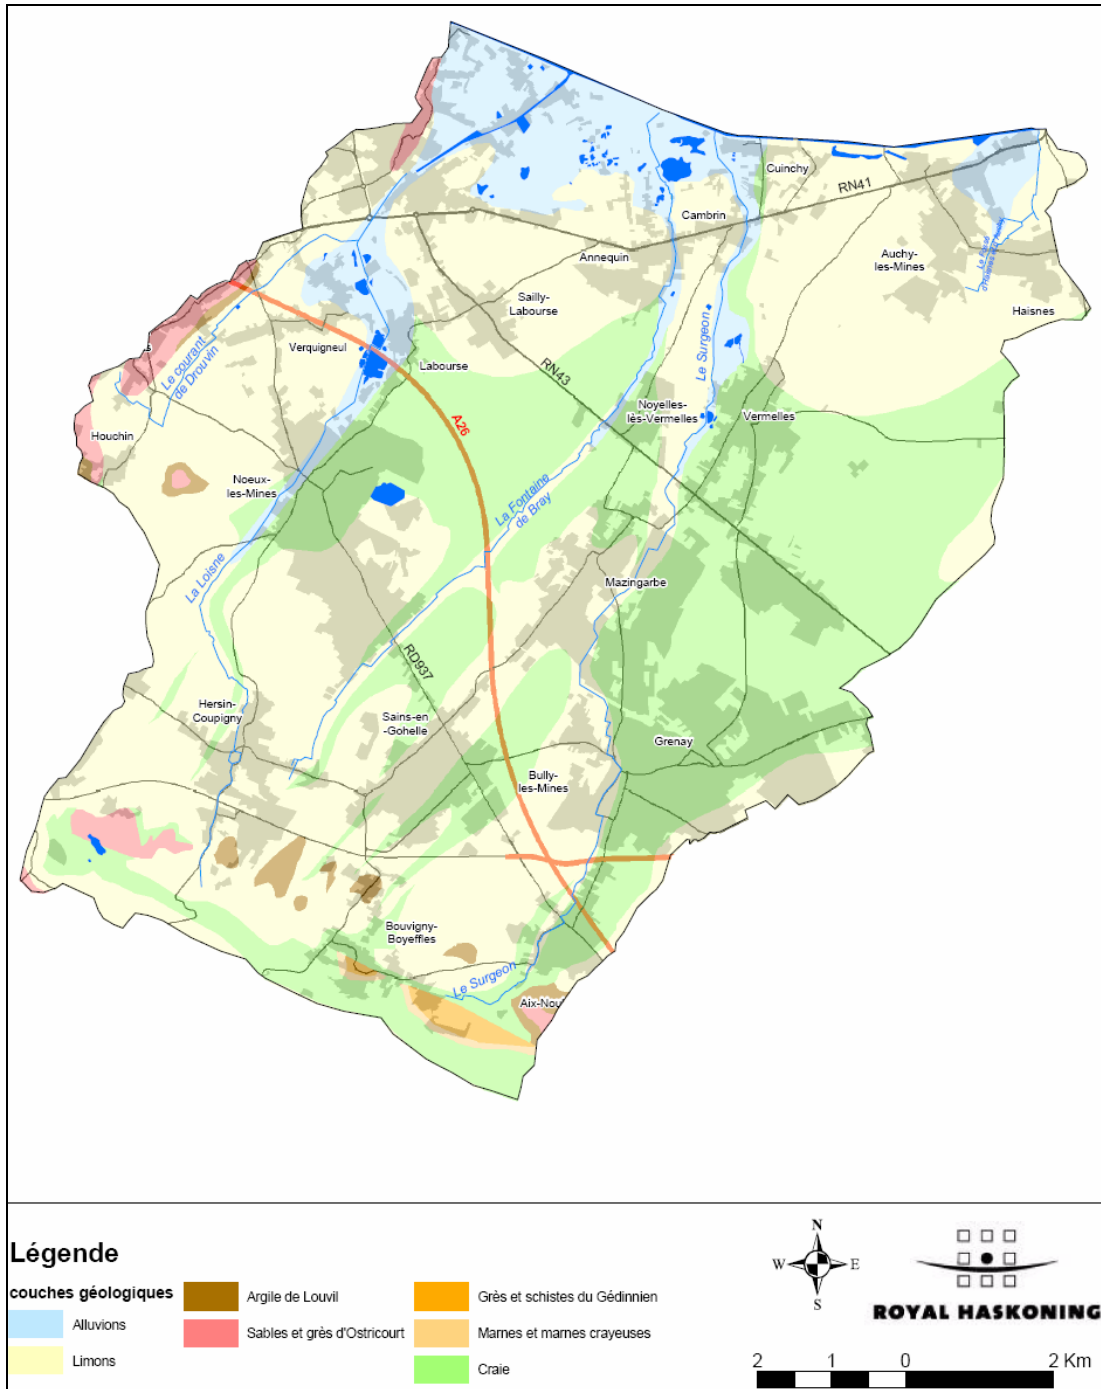 Cuinchy
RN41
Cambrin
Annequin
Auchy-
les-Mines
Le Fossé
d'Haisnes à
Haisnes
Sailly-
Labourse
Verquigneul
Le courant
de Drouvin
Labourse
RN43
Le Surgeon
A26
Noyelles-
lès-Vermelles
Vermelles
Houchin
Noeux-
les-Mines
La Fontaine
de Bray
La Loisne
Mazingarbe
RD937
Hersin-
Coupigny
Sains-en
-Gohelle
Grenay
Bully-
les-Mines
Bouvigny-
Boyeffles
Le Surgeon
Aix-Nou
Légende
couches géologiques
Alluvions
Limons
Argile de Louvil
Sables et grès d'Ostricourt
Grès et schistes du Gédinnien
Marnes et marnes crayeuses
Craie
N
W E
S
ROYAL HASKONING
2 1 0 2 Km